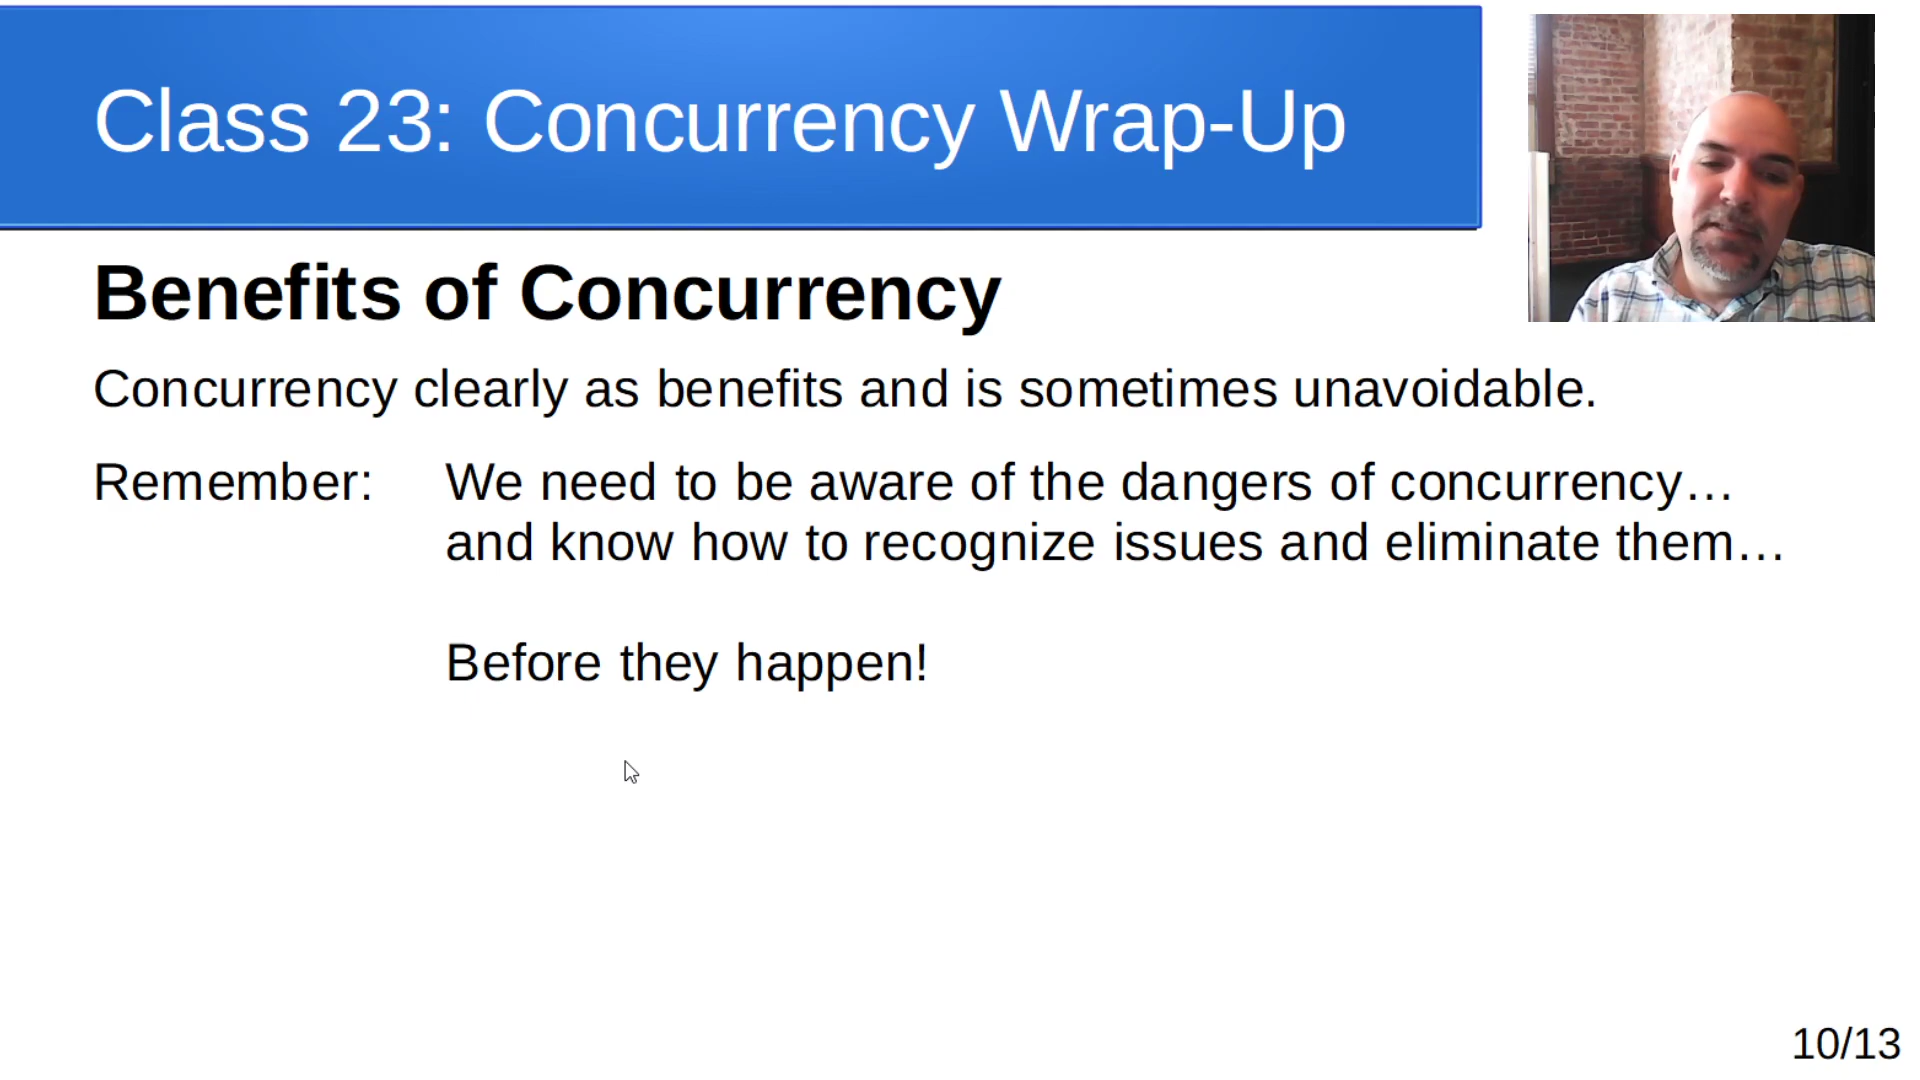 Class 23: Concurrency Wrap-Up
Benefits of Concurrency
Concurrency clearly as benefits and is sometimes unavoidable.
Remember: We need to be aware of the dangers of concurrency…
and know how to recognize issues and eliminate them…
Before they happen!
10/13